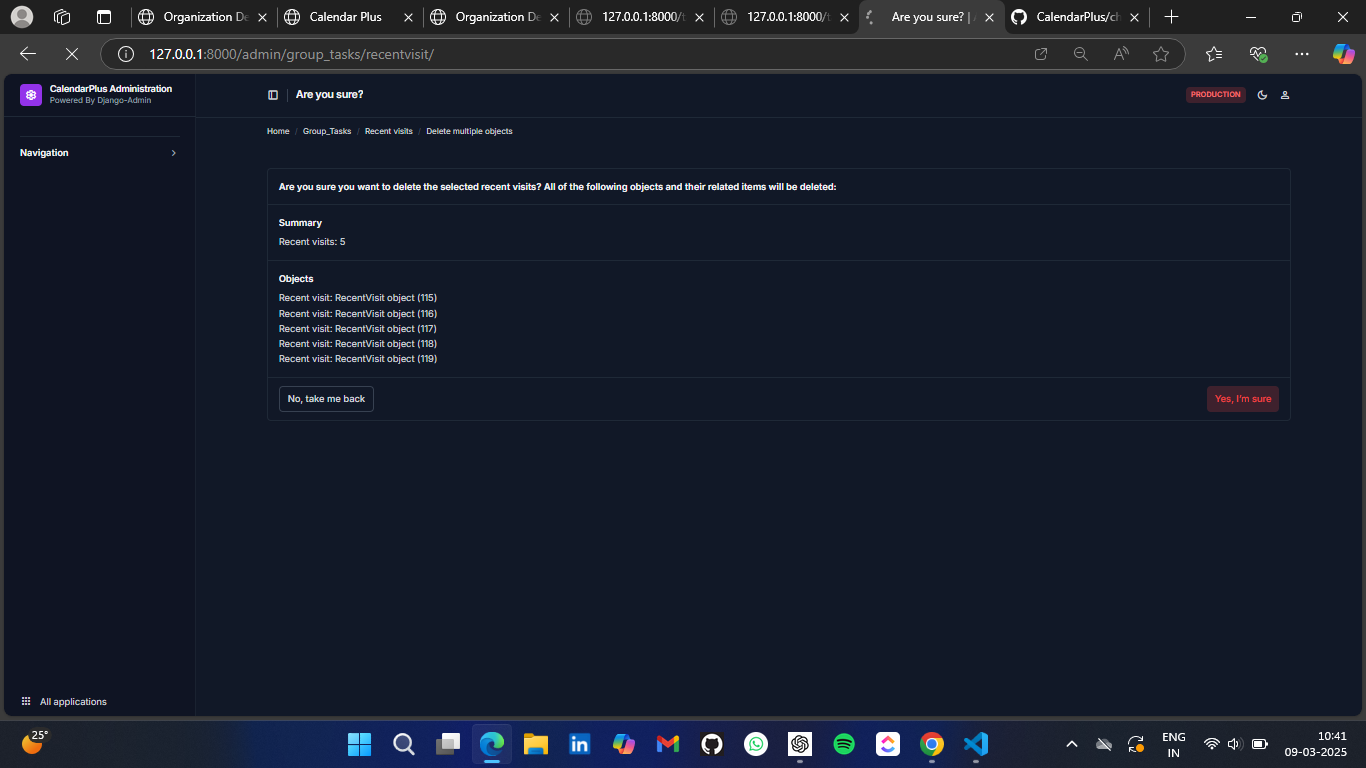 Organization De
Calendar Plus
Organization De
127.0.0.1:8000/t
127.0.0.1:8000/t
Are you sure? |
CalendarPlus/ch
127.0.0.1:8000/admin/group_tasks/recentvisit/
CalendarPlus Administration
Powered By Django-Admin
Are you sure?
PRODUCTION
Home / Group_Tasks / Recent visits / Delete multiple objects
Navigation
Are you sure you want to delete the selected recent visits? All of the following objects and their related items will be deleted:
Summary
Recent visits: 5
Objects
Recent visit: RecentVisit object (115)
Recent visit: RecentVisit object (116)
Recent visit: RecentVisit object (117)
Recent visit: RecentVisit object (118)
Recent visit: RecentVisit object (119)
No, take me back
Yes, I'm sure
All applications
25°
ENG
IN
10:41
09-03-2025